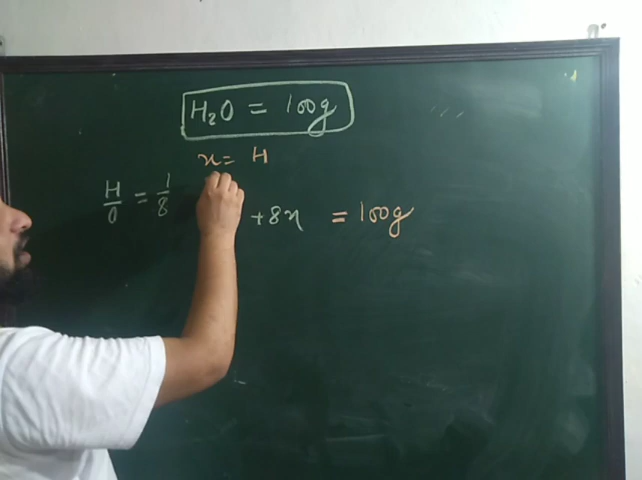 H₂O = 100g
x = H
H/O = 1/8
+8x = 100g